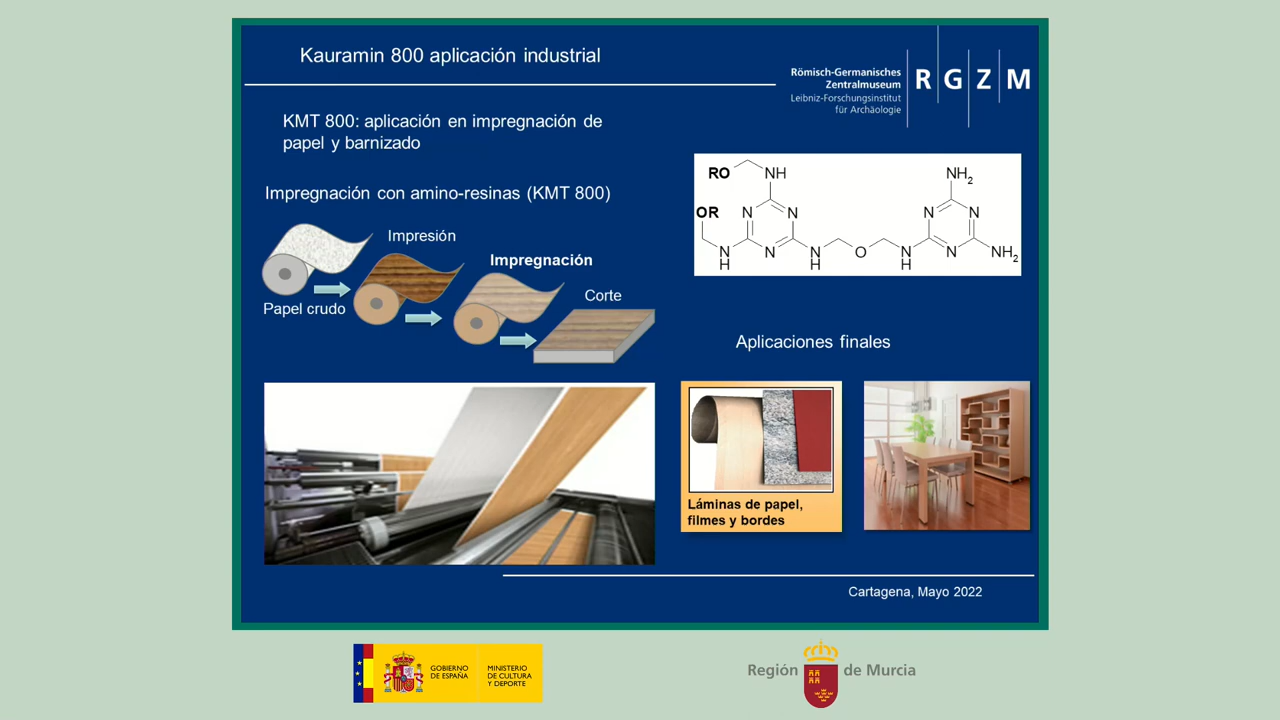 Kauramin 800 aplicación industrial
Römisch-Germanisches
Zentralmuseum
Leibniz-Forschungsinstitut
für Archäologie
R G Z M
KMT 800: aplicación en impregnación de
papel y barnizado
Impregnación con amino-resinas (KMT 800)
Impresión
Impregnación
Corte
Papel crudo
RO
NH
NH2
OR
N
N
N
N
N
H
N
H
O
N
H
N
N
NH2
Aplicaciones finales
Láminas de papel,
filmes y bordes
Cartagena, Mayo 2022
GOBIERNO
DE ESPAÑA
MINISTERIO
DE CULTURA
Y DEPORTE
Región de Murcia